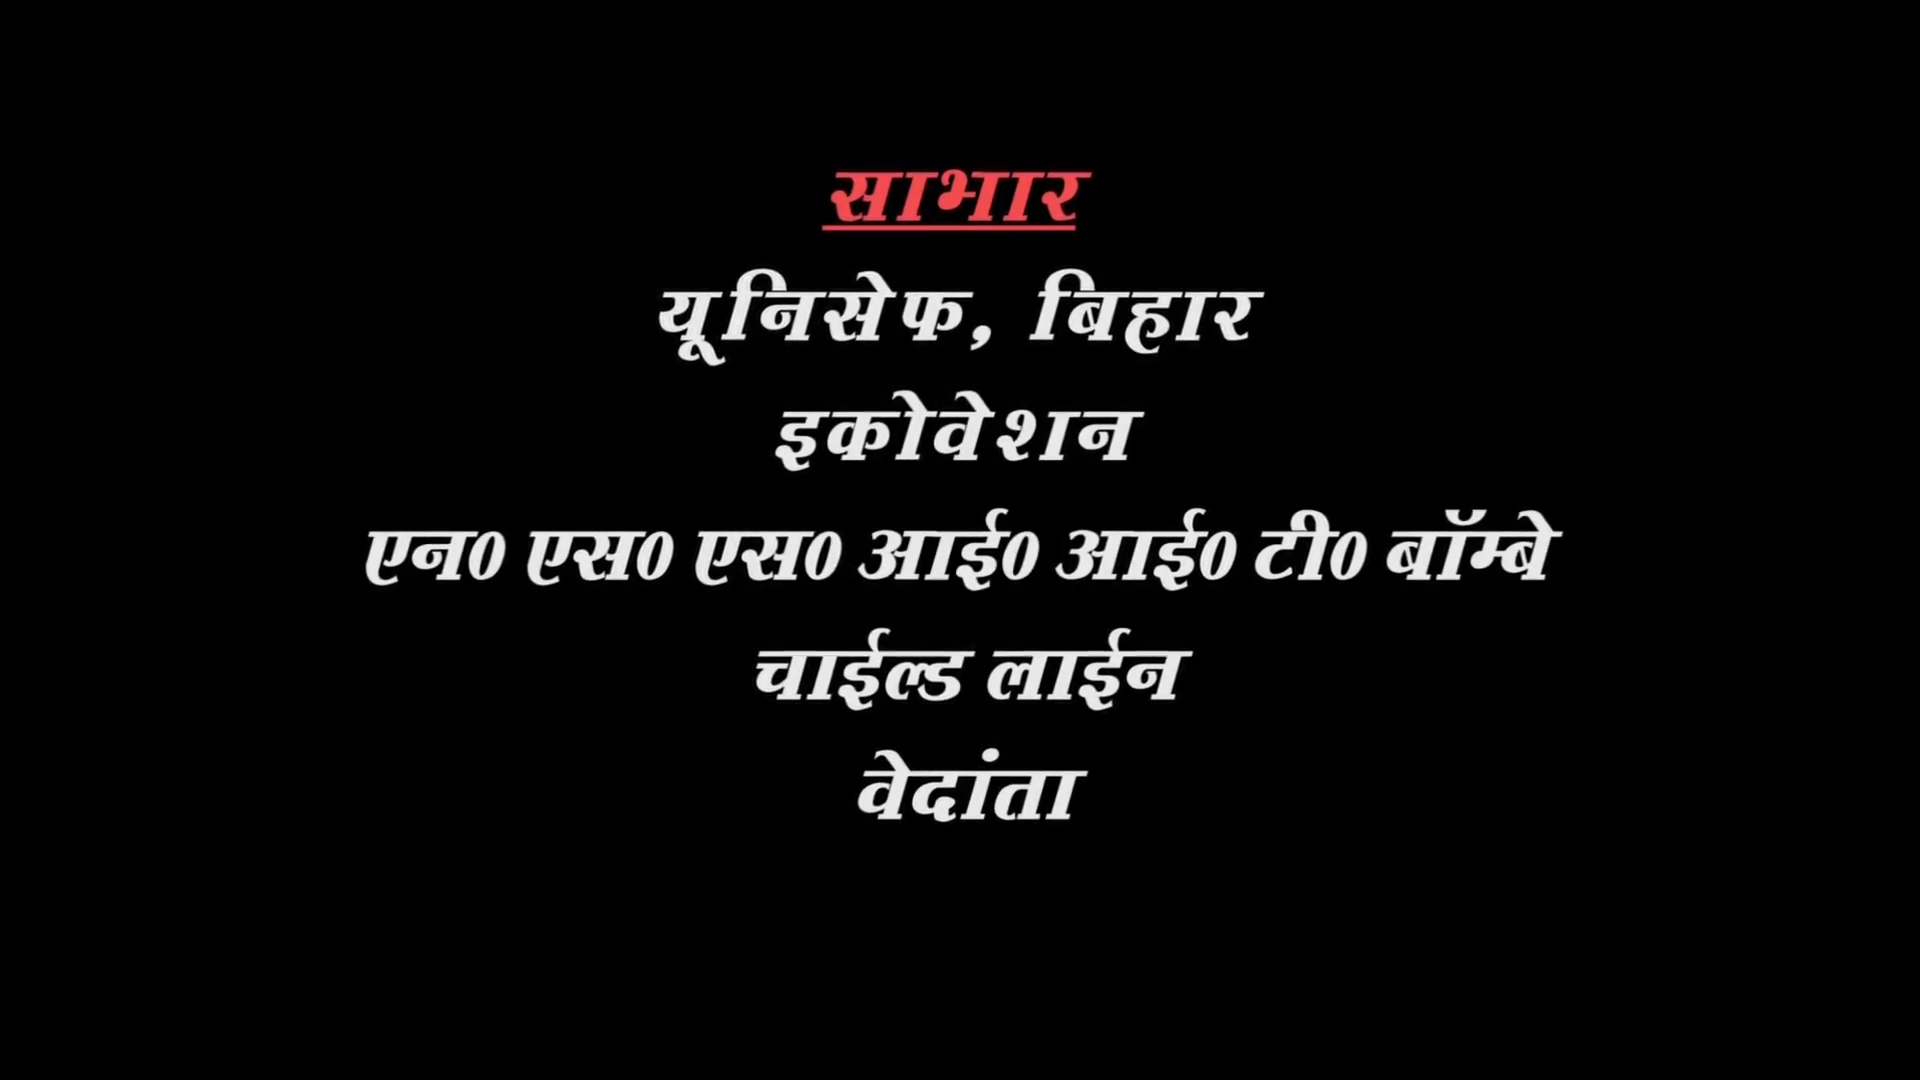 साभार
यूनिसेफ, बिहार
इकोवेशन
एन0 एस0 एस0 आई0 आई0 टी0 बॉम्बे
चाईल्ड लाईन
वेदांता